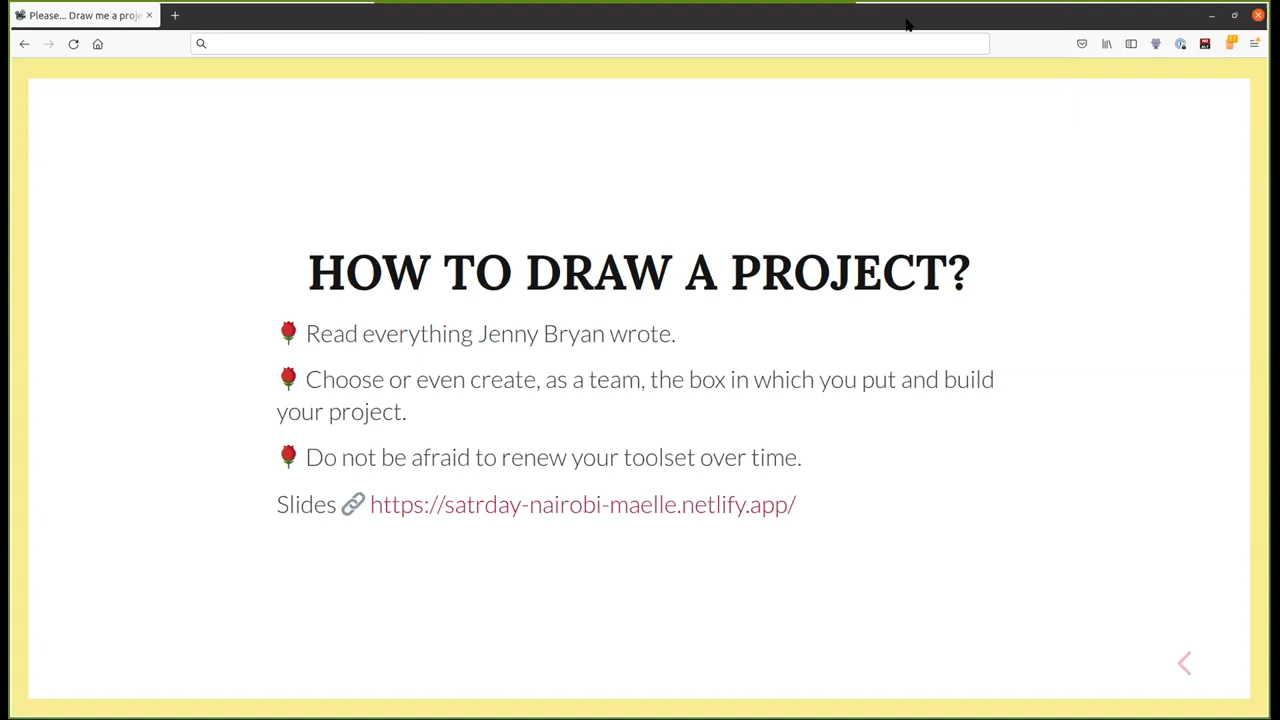 Please... Draw me a proje
HOW TO DRAW A PROJECT?
🌹 Read everything Jenny Bryan wrote.
🌹 Choose or even create, as a team, the box in which you put and build
your project.
🌹 Do not be afraid to renew your toolset over time.
Slides 🔗 https://satrday-nairobi-maelle.netlify.app/